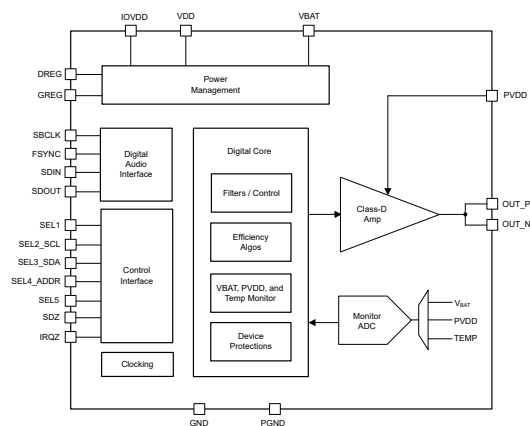 IOVDD
VDD
VBAT
DREG
GREG
Power
Management
PVDD
SBCLK
FSYNC
SDIN
SDOUT
Digital
Audio
Interface
Digital Core
Filters / Control
Efficiency
Algos
VBAT, PVDD, and
Temp Monitor
Device
Protections
Class-D
Amp
OUT_P
OUT_N
SEL1
SEL2_SCL
SEL3_SDA
SEL4_ADDR
SEL5
SDZ
IRQZ
Control
Interface
Clocking
Monitor
ADC
VBAT
PVDD
TEMP
GND
PGND